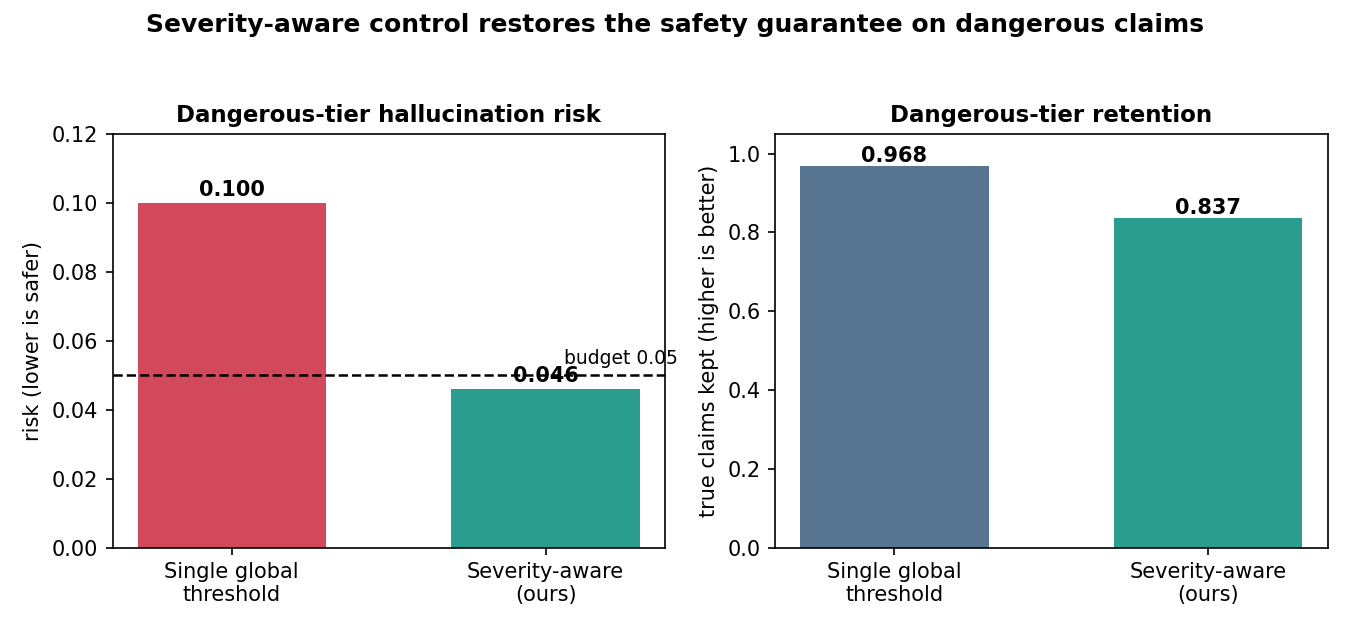 Severity-aware control restores the safety guarantee on dangerous claims
Dangerous-tier hallucination risk
risk (lower is safer)
0.12
0.10
0.08
0.06
0.04
0.02
0.00
0.100
budget 0.05
0.046
Single global
threshold
Severity-aware
(ours)
Dangerous-tier retention
true claims kept (higher is better)
1.0
0.8
0.6
0.4
0.2
0.0
0.968
0.837
Single global
threshold
Severity-aware
(ours)